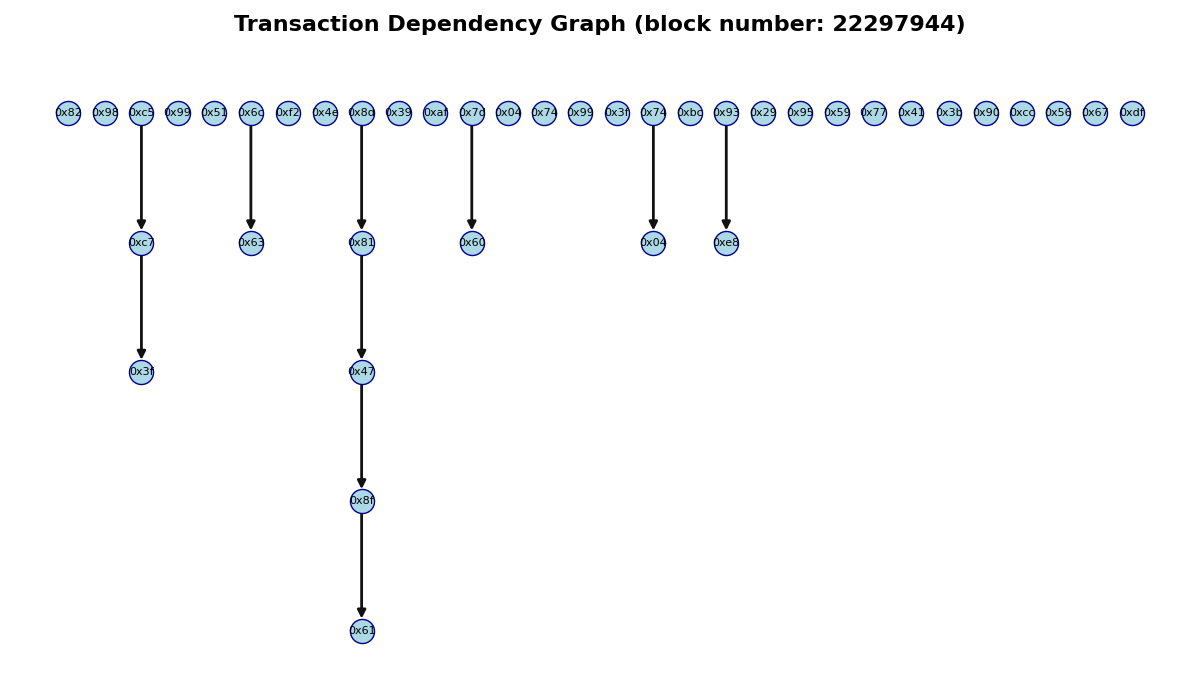 Transaction Dependency Graph (block number: 22297944)
0x82 0x98 0xc5 0x99 0x51 0x6c 0xf2 0x4e 0x8d 0x39 0xaf 0x7d 0x04 0x74 0x99 0x3f 0x74 0xbc 0x93 0x29 0x95 0x59 0x77 0x41 0x3b 0x90 0xcc 0x56 0x67 0xdf
0xc7 0x63 0x81 0x60 0x04 0xe8
0x3f 0x47
0x8f
0x61